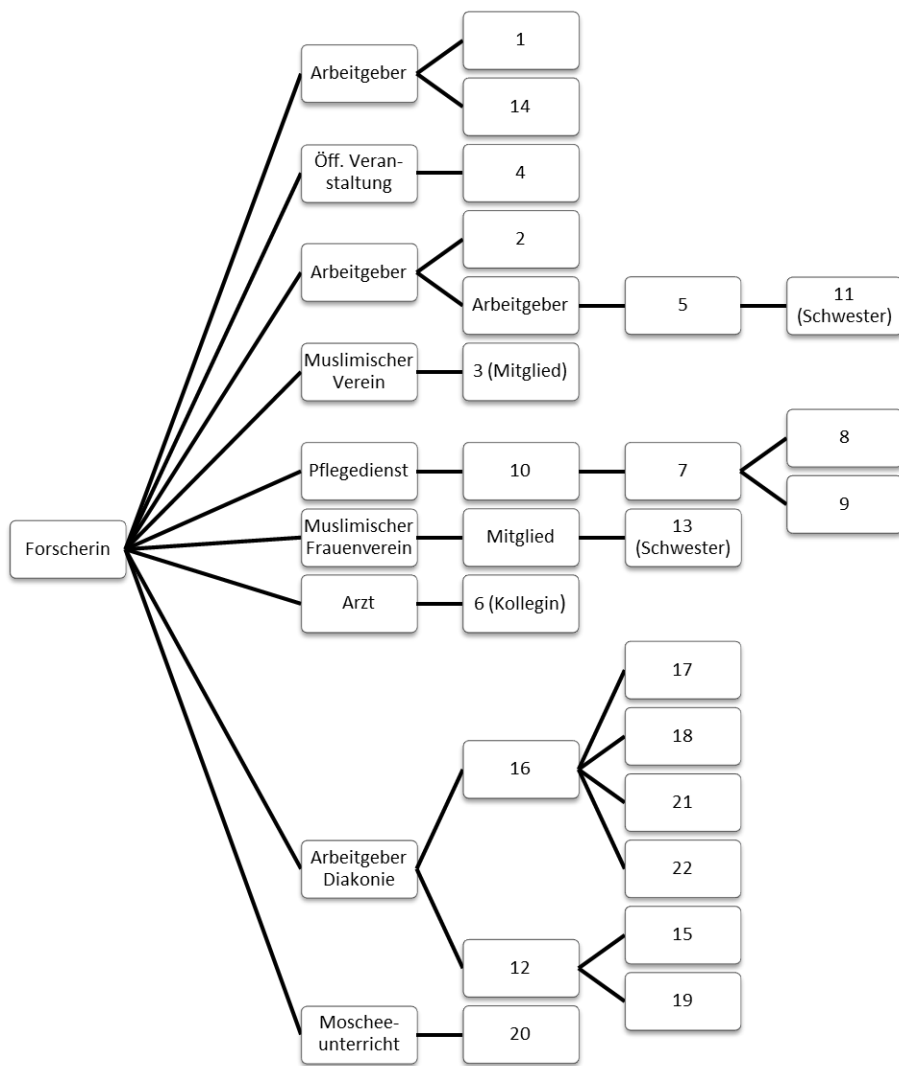 Forscherin
Arbeitgeber
1
14
Öff. Veran-
staltung
4
Arbeitgeber
2
Arbeitgeber
5
11
(Schwester)
Muslimischer
Verein
3 (Mitglied)
Pflegedienst
10
7
8
9
Muslimischer
Frauenverein
Mitglied
13
(Schwester)
Arzt
6 (Kollegin)
Arbeitgeber
Diakonie
16
17
18
21
22
12
15
19
Moschee-
unterricht
20